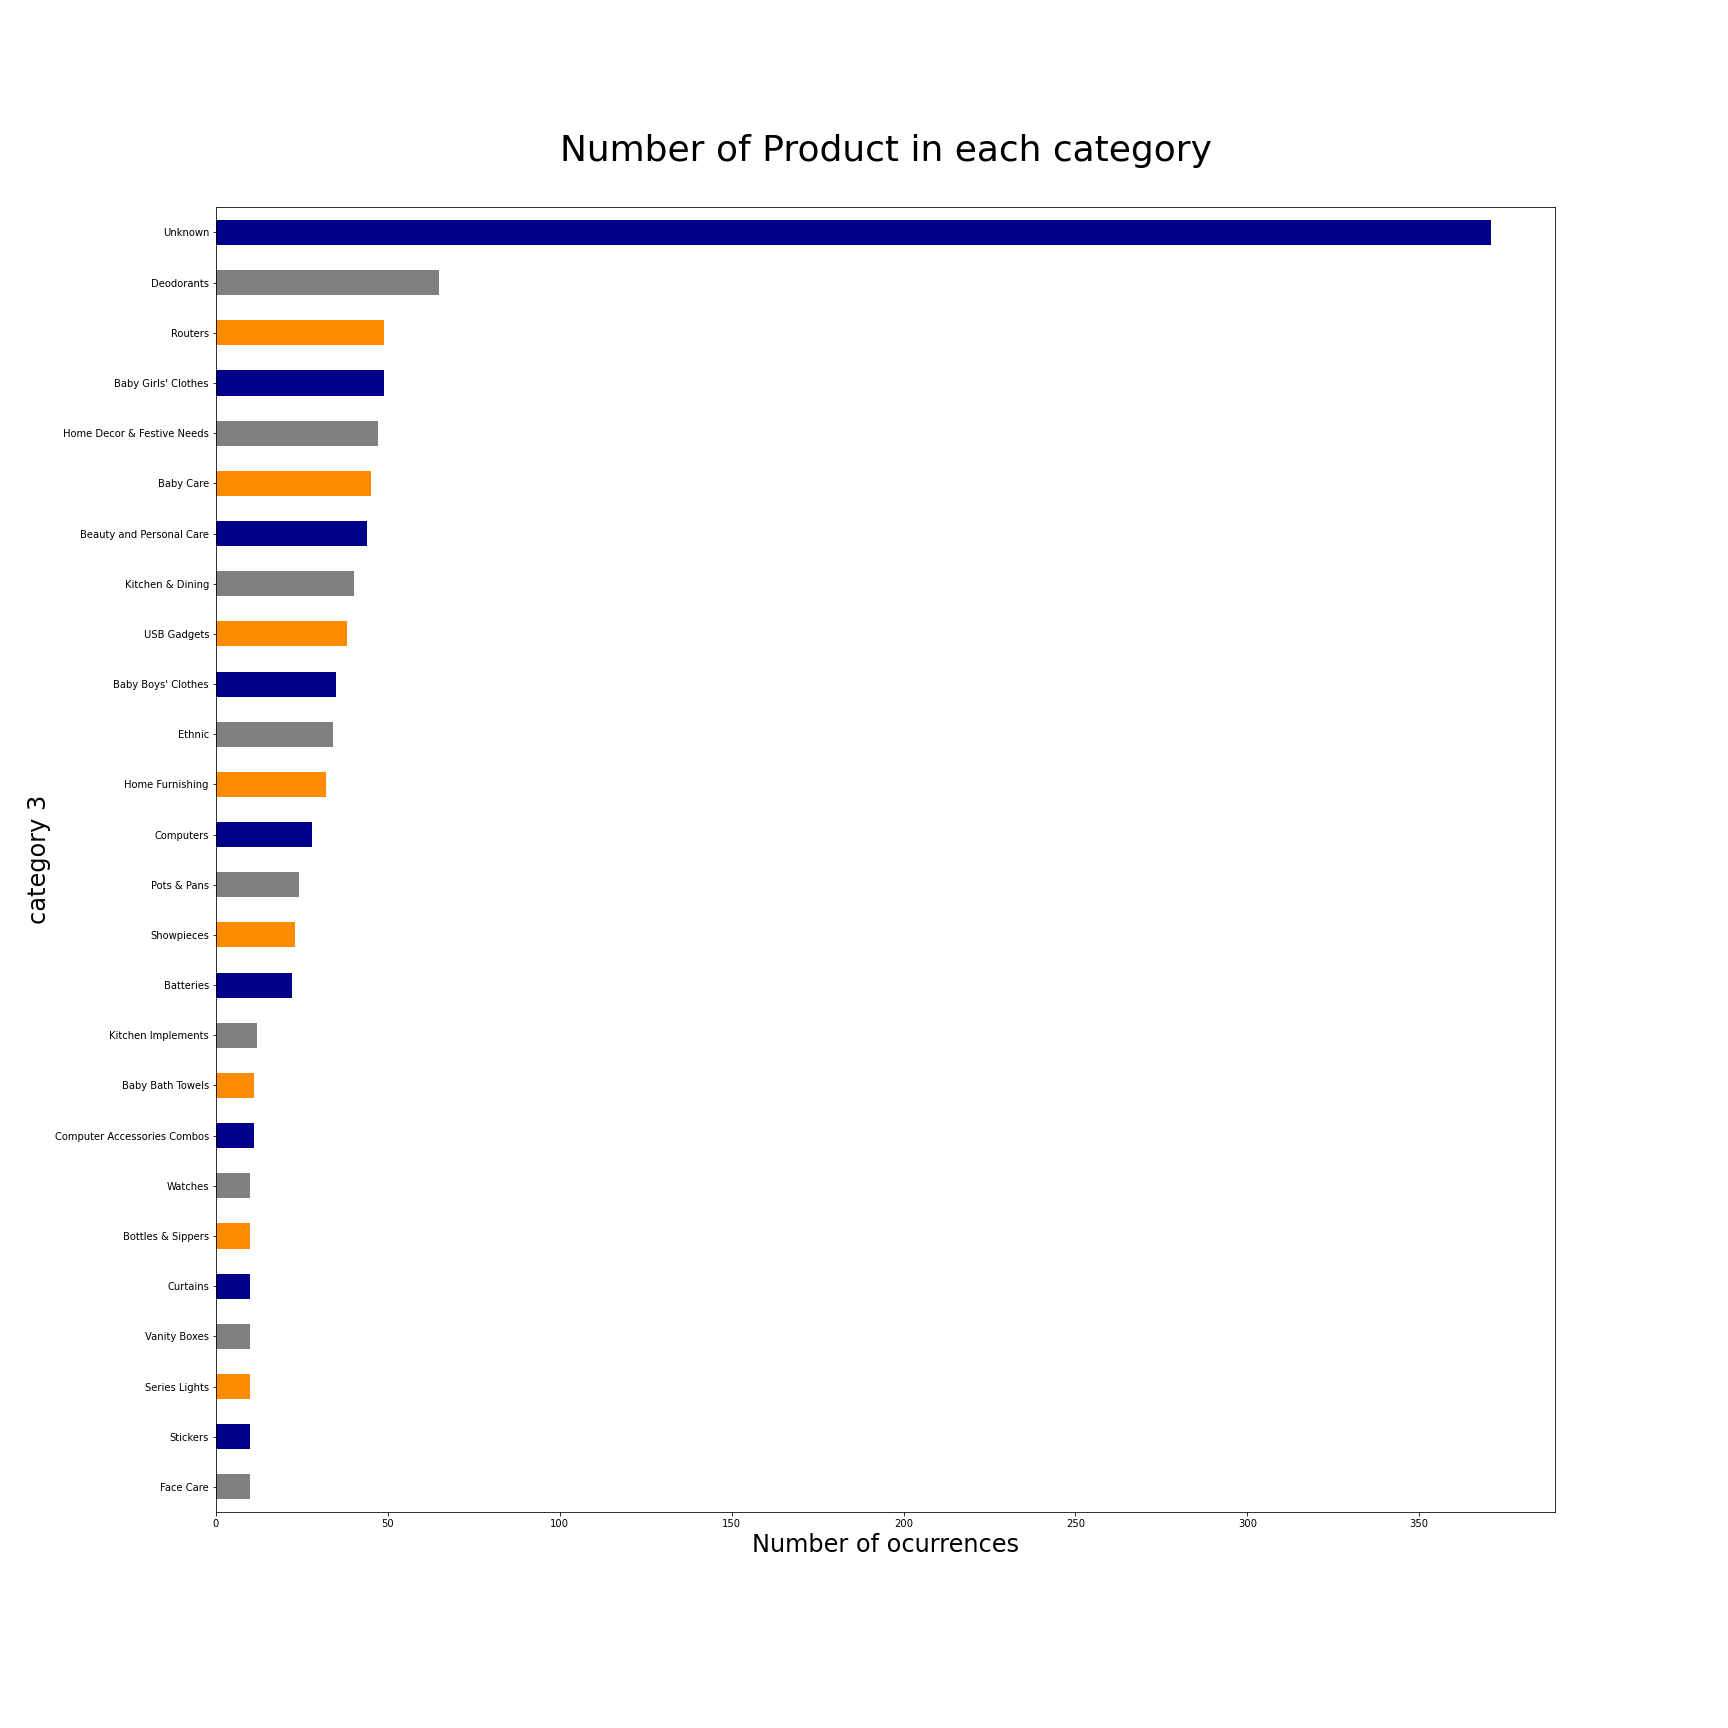 Number of Product in each category
Unknown
Deodorants
Routers
Baby Girls' Clothes
Home Decor & Festive Needs
Baby Care
Beauty and Personal Care
Kitchen & Dining
USB Gadgets
Baby Boys' Clothes
Ethnic
Home Furnishing
Computers
Pots & Pans
Showpieces
Batteries
Kitchen Implements
Baby Bath Towels
Computer Accessories Combos
Watches
Bottles & Sippers
Curtains
Vanity Boxes
Series Lights
Stickers
Face Care
category 3
0 50 100 150 200 250 300 350
Number of ocurrences